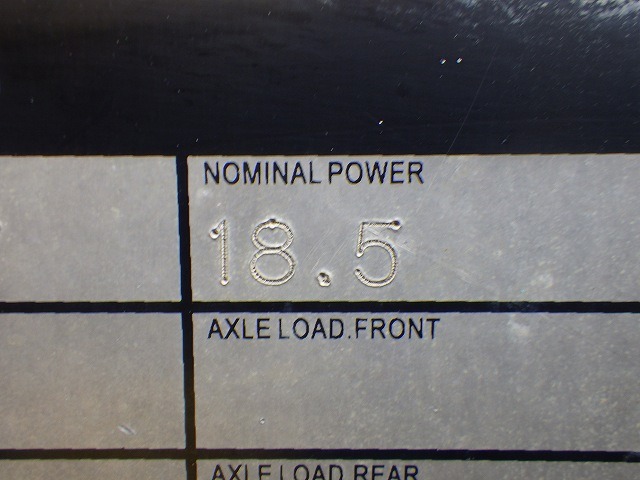 NOMINAL POWER
18.5
AXLE LOAD.FRONT
AXLE LOAD REAR